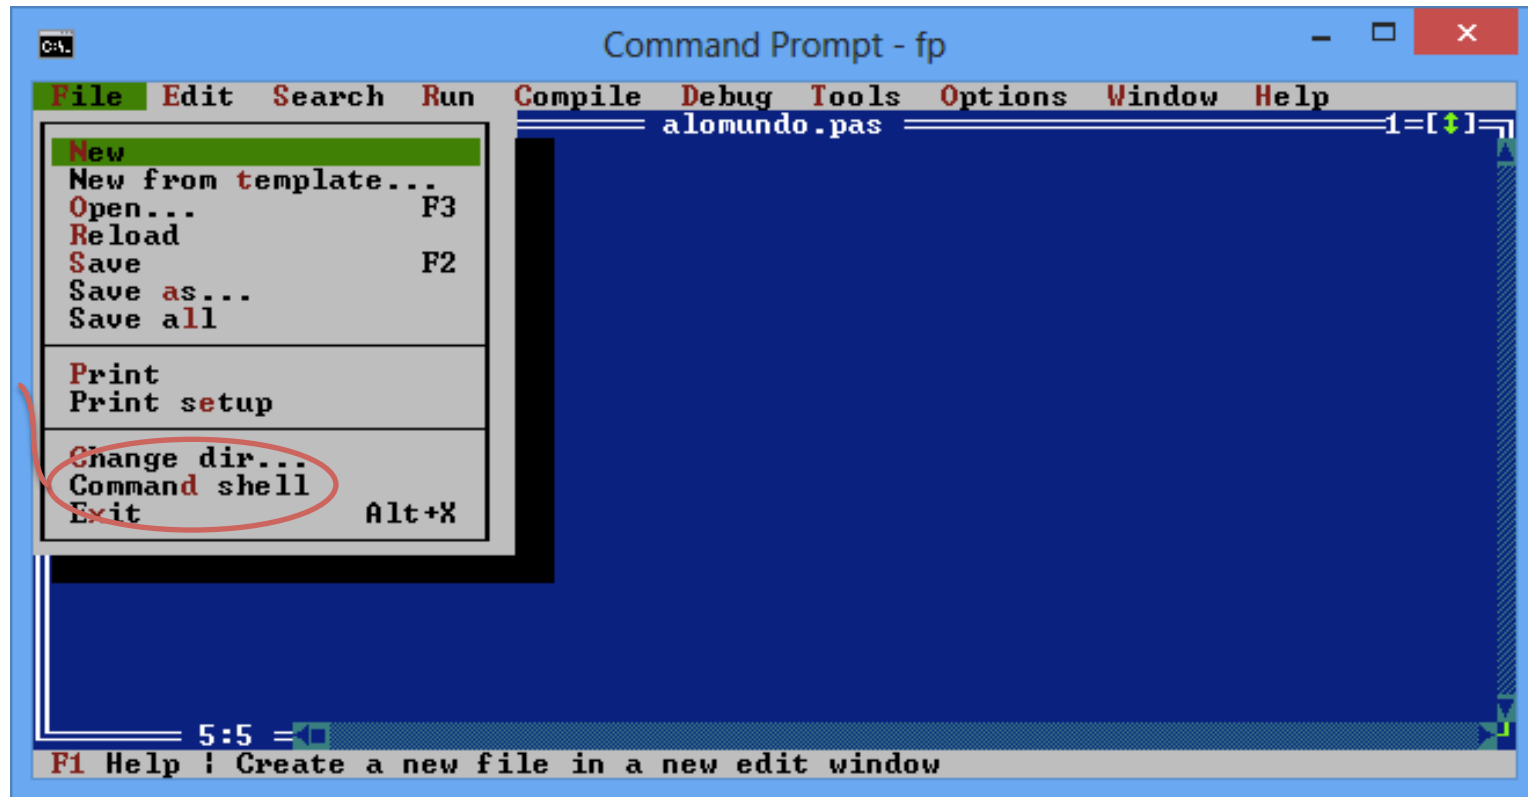 C:\.
Command Prompt - fp
File Edit Search Run Compile Debug Tools Options Window Help
alomundo.pas 1=[↕]
New
New from template...
Open... F3
Reload
Save F2
Save as...
Save all
Print
Print setup
Change dir...
Command shell
Exit Alt+X
5:5
F1 Help ¦ Create a new file in a new edit window